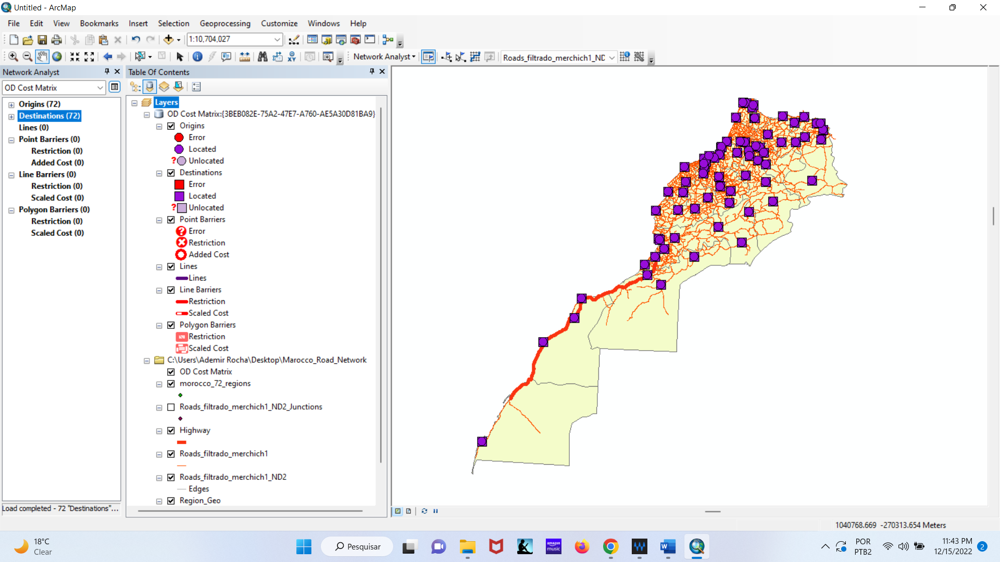 Untitled - ArcMap
File Edit View Bookmarks Insert Selection Geoprocessing Customize Windows Help
1:10,704,027
Network Analyst
Roads_filtrado_merchich1_NC
Network Analyst
OD Cost Matrix
Origins (72)
Destinations (72)
Lines (0)
Point Barriers (0)
Restriction (0)
Added Cost (0)
Line Barriers (0)
Restriction (0)
Scaled Cost (0)
Polygon Barriers (0)
Restriction (0)
Scaled Cost (0)
Load completed - 72 "Destinations"...
Table Of Contents
Layers
OD Cost Matrix:{3BEB082E-75A2-47E7-A760-AE5A30D81BA9}
Origins
Error
Located
? Unlocated
Destinations
Error
Located
? Unlocated
Point Barriers
Error
Restriction
Added Cost
Lines
Lines
Line Barriers
Restriction
Scaled Cost
Polygon Barriers
Restriction
Scaled Cost
C:\Users\Ademir Rocha\Desktop\Marocco_Road_Network
OD Cost Matrix
morocco_72_regions
Roads_filtrado_merchich1_ND2_Junctions
Highway
Roads_filtrado_merchich1
Roads_filtrado_merchich1_ND2
Edges
Region_Geo
1040768.669 -270313.654 Meters
18°C
Clear
Pesquisar
amazon
music
POR
PTB2
11:43 PM
12/15/2022
2